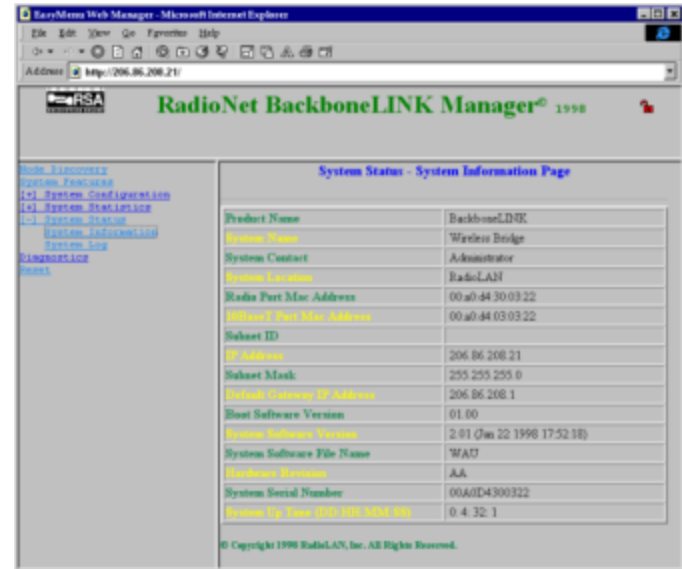 EasyMenu Web Manager - Microsoft Internet Explorer
File Edit View Go Favorites Help
Address http://206.86.208.21/
RSA
RadioNet BackboneLINK Manager© 1998
Node Discovery
System Features
[+] System Configuration
[+] System Statistics
[-] System Status
System Information
System Log
Diagnostics
Reset
System Status - System Information Page
Product Name BackboneLINK
System Name Wireless Bridge
System Contact Administrator
System Location RadioLAN
Radio Port Mac Address 00:a0:d4:30:03:22
10BaseT Port Mac Address 00:a0:d4:03:03:22
Subnet ID
IP Address 206.86.208.21
Subnet Mask 255.255.255.0
Default Gateway IP Address 206.86.208.1
Boot Software Version 01.00
System Software Version 2.01 (Jan 22 1998 17:52:18)
System Software File Name WAU
Hardware Revision AA
System Serial Number 00A0D4300322
System Up Time (DD:HH:MM:SS) 0: 4: 32: 1
© Copyright 1998 RadioLAN, Inc. All Rights Reserved.